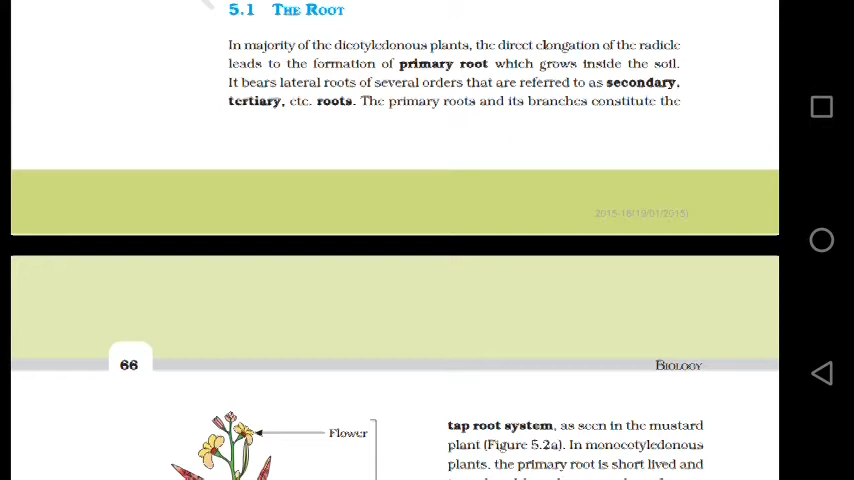 5.1 THE ROOT
In majority of the dicotyledonous plants, the direct elongation of the radicle
leads to the formation of primary root which grows inside the soil.
It bears lateral roots of several orders that are referred to as secondary,
tertiary, etc. roots. The primary roots and its branches constitute the
2015-16(19/01/2015)
66
BIOLOGY
Flower
tap root system, as seen in the mustard
plant (Figure 5.2a). In monocotyledonous
plants, the primary root is short lived and